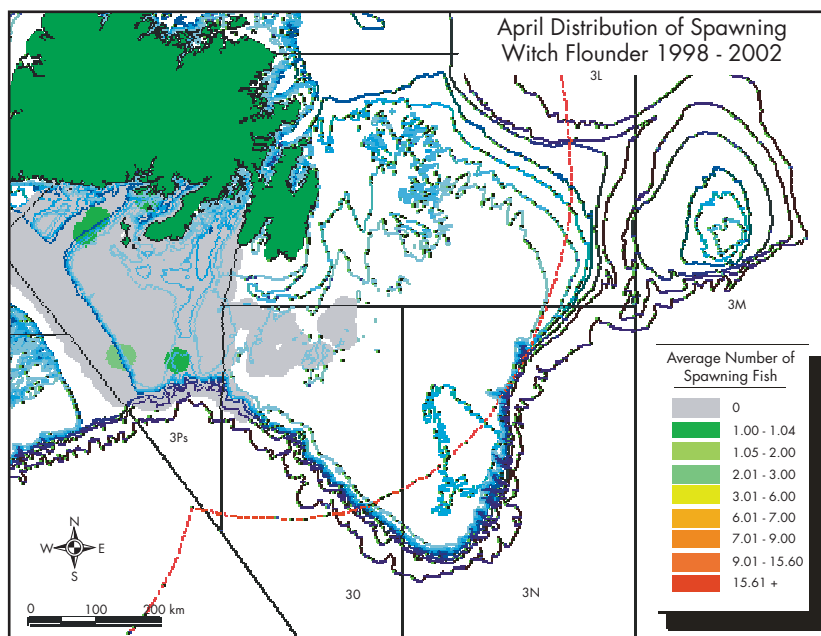 April Distribution of Spawning
Witch Flounder 1998 - 2002
3L
3M
Average Number of
Spawning Fish
0
1.00 - 1.04
1.05 - 2.00
2.01 - 3.00
3.01 - 6.00
6.01 - 7.00
7.01 - 9.00
9.01 - 15.60
15.61 +
3Ps
N
W E
S
0 100 200 km
30
3N